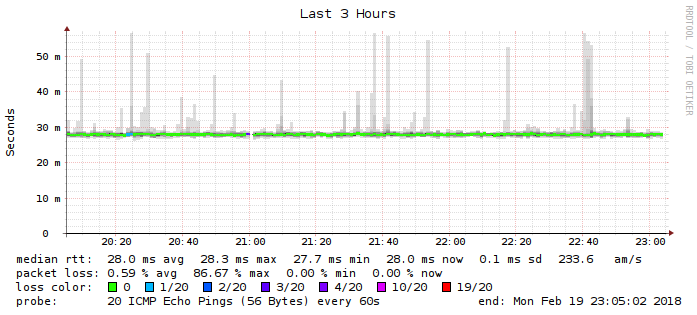 Last 3 Hours
RRDTOOL / TOBI OETIKER
Seconds
50 m
40 m
30 m
20 m
10 m
0
20:20 20:40 21:00 21:20 21:40 22:00 22:20 22:40 23:00
median rtt: 28.0 ms avg 28.3 ms max 27.7 ms min 28.0 ms now 0.1 ms sd 233.6 am/s
packet loss: 0.59 % avg 86.67 % max 0.00 % min 0.00 % now
loss color: 0 1/20 2/20 3/20 4/20 10/20 19/20
probe: 20 ICMP Echo Pings (56 Bytes) every 60s end: Mon Feb 19 23:05:02 2018